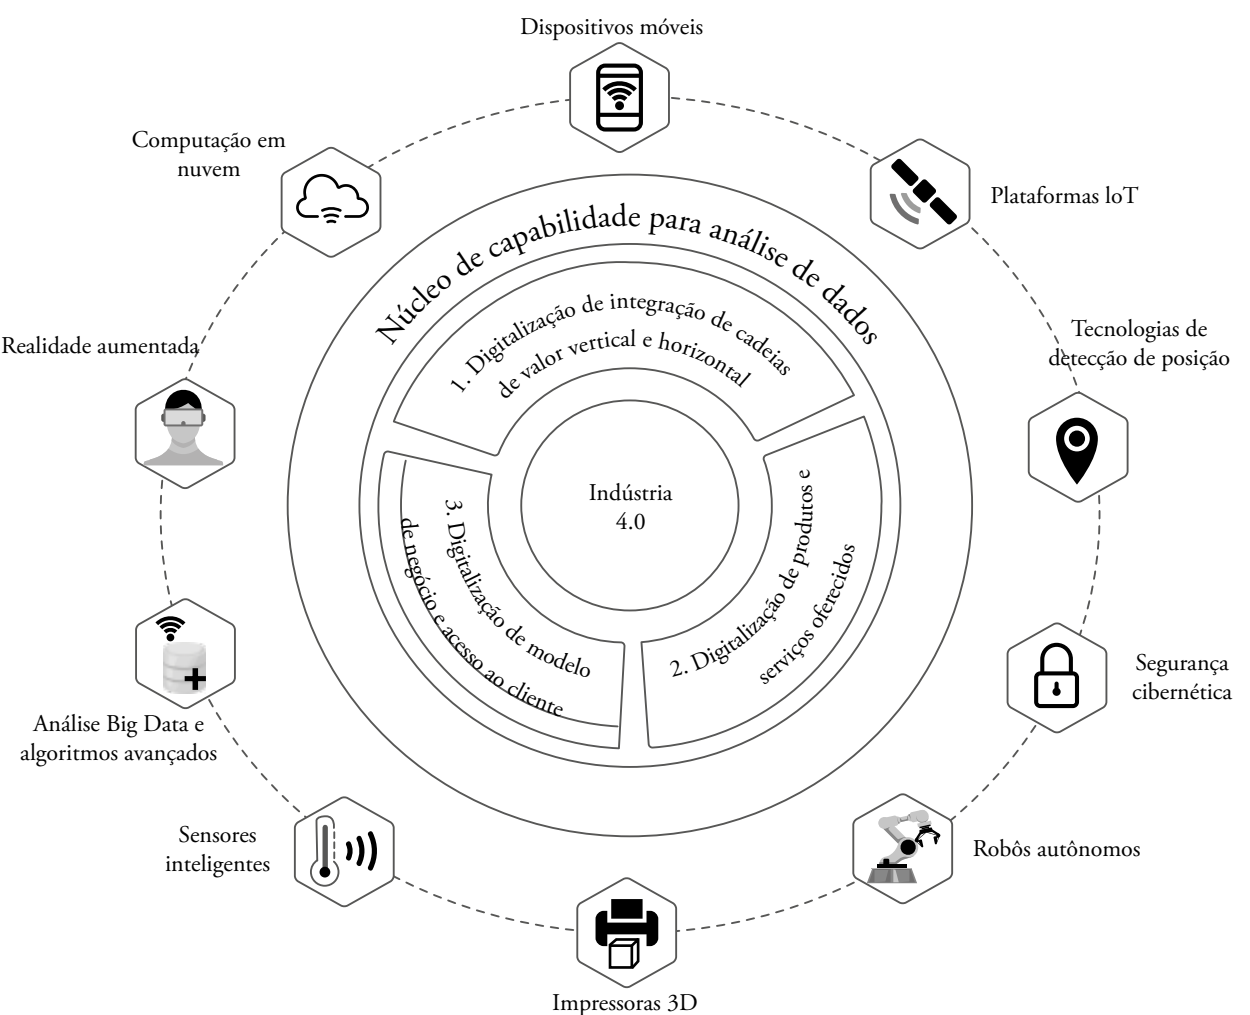 Dispositivos móveis
Computação em
nuvem
Plataformas loT
Núcleo de capabilidade para análise de dados
1. Digitalização de integração de cadeias
de valor vertical e horizontal
Realidade aumentada
Tecnologias de
detecção de posição
Indústria
4.0
2. Digitalização de produtos e
serviços oferecidos
3. Digitalização de modelo
de negócio e acesso ao cliente
Segurança
cibernética
Análise Big Data e
algoritmos avançados
Sensores
inteligentes
Robôs autônomos
Impressoras 3D